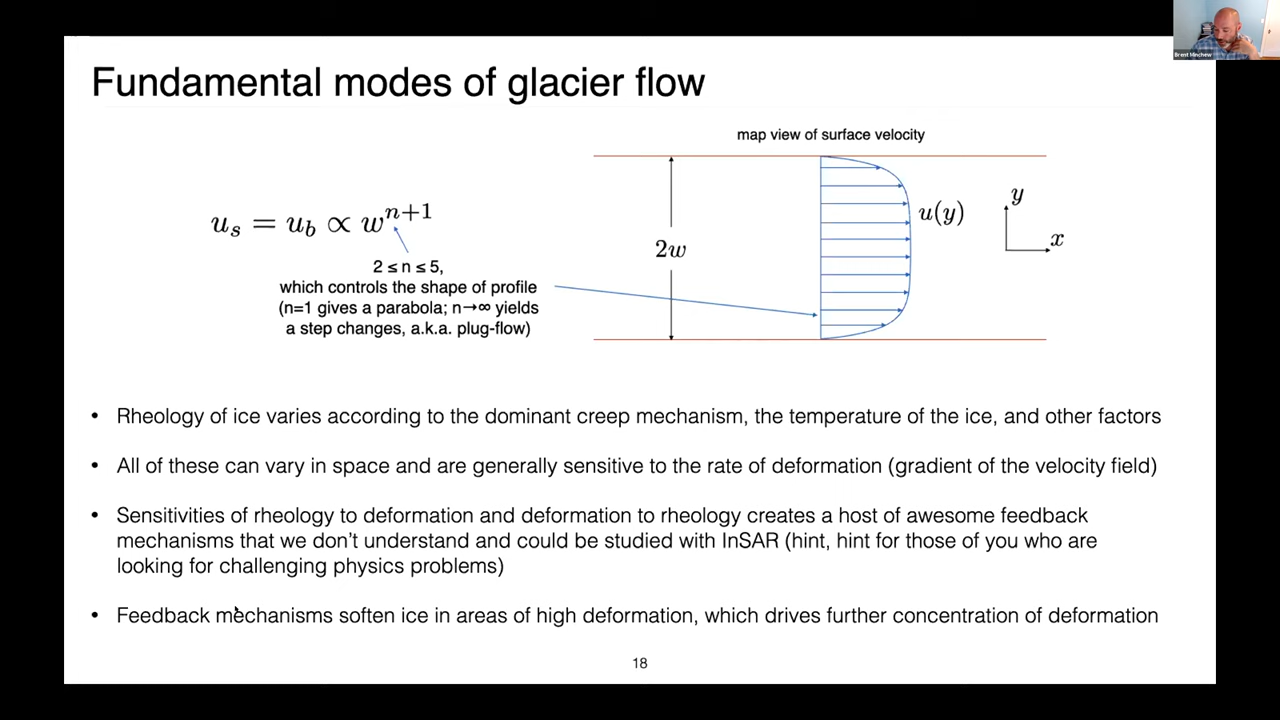 Brent Minchew
Fundamental modes of glacier flow
map view of surface velocity
u_s = u_b ∝ w^{n+1}
2 ≤ n ≤ 5,
which controls the shape of profile
(n=1 gives a parabola; n→∞ yields
a step changes, a.k.a. plug-flow)
2w
u(y)
y
x
• Rheology of ice varies according to the dominant creep mechanism, the temperature of the ice, and other factors
• All of these can vary in space and are generally sensitive to the rate of deformation (gradient of the velocity field)
• Sensitivities of rheology to deformation and deformation to rheology creates a host of awesome feedback
mechanisms that we don't understand and could be studied with InSAR (hint, hint for those of you who are
looking for challenging physics problems)
• Feedback mechanisms soften ice in areas of high deformation, which drives further concentration of deformation
18